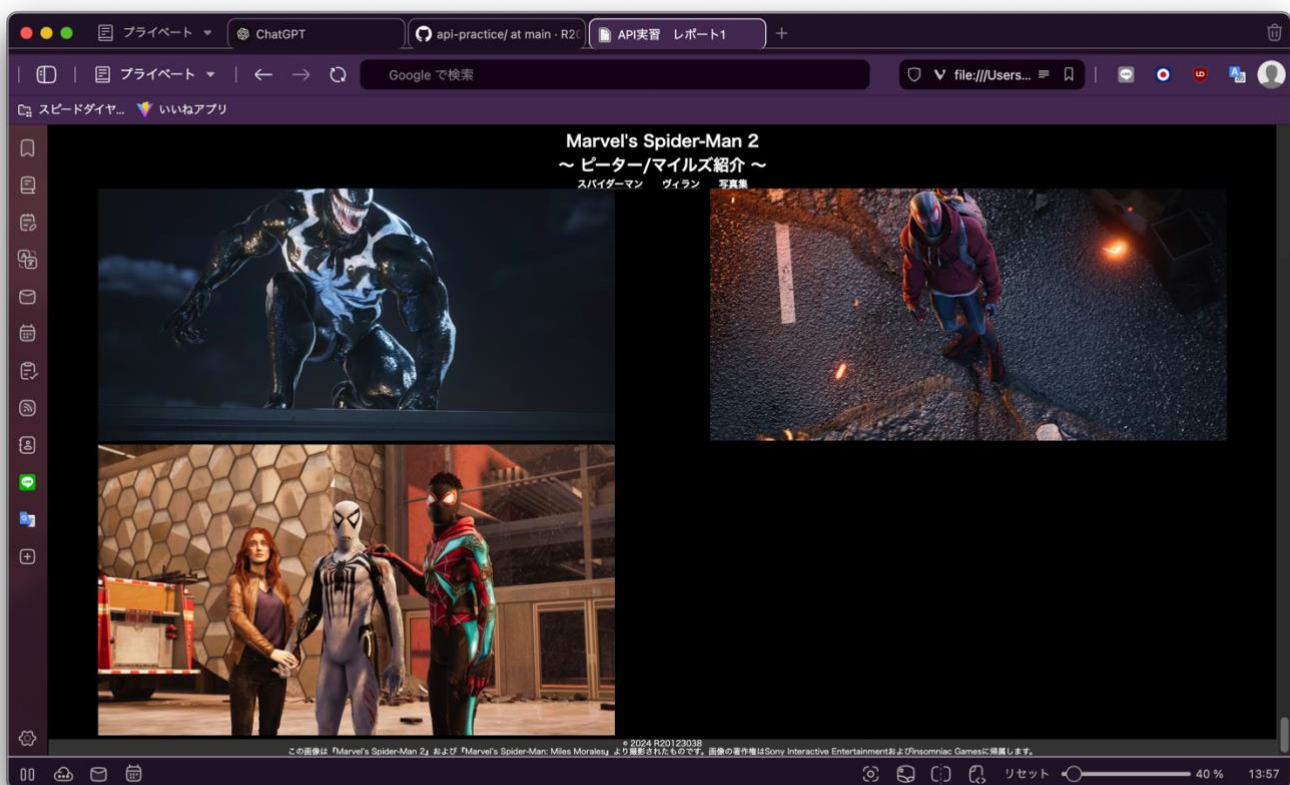 プライベート
ChatGPT
api-practice/ at main · R20
API実習　レポート1
プライベート
Google で検索
file:///Users...
スピードダイヤ...
いいねアプリ
Marvel's Spider-Man 2
～ ピーター/マイルズ紹介 ～
スパイダーマン　ヴィラン　写真集
© 2024 R20123038
この画像は『Marvel's Spider-Man 2』および『Marvel's Spider-Man: Miles Morales』より撮影されたものです。画像の著作権はSony Interactive EntertainmentおよびInsomniac Gamesに帰属します。
リセット
40 %
13:57